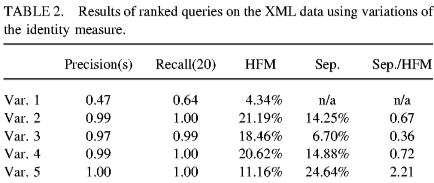 TABLE 2. Results of ranked queries on the XML data using variations of
the identity measure.
Precision(s) Recall(20) HFM Sep. Sep./HFM
Var. 1 0.47 0.64 4.34% n/a n/a
Var. 2 0.99 1.00 21.19% 14.25% 0.67
Var. 3 0.97 0.99 18.46% 6.70% 0.36
Var. 4 0.99 1.00 20.62% 14.88% 0.72
Var. 5 1.00 1.00 11.16% 24.64% 2.21